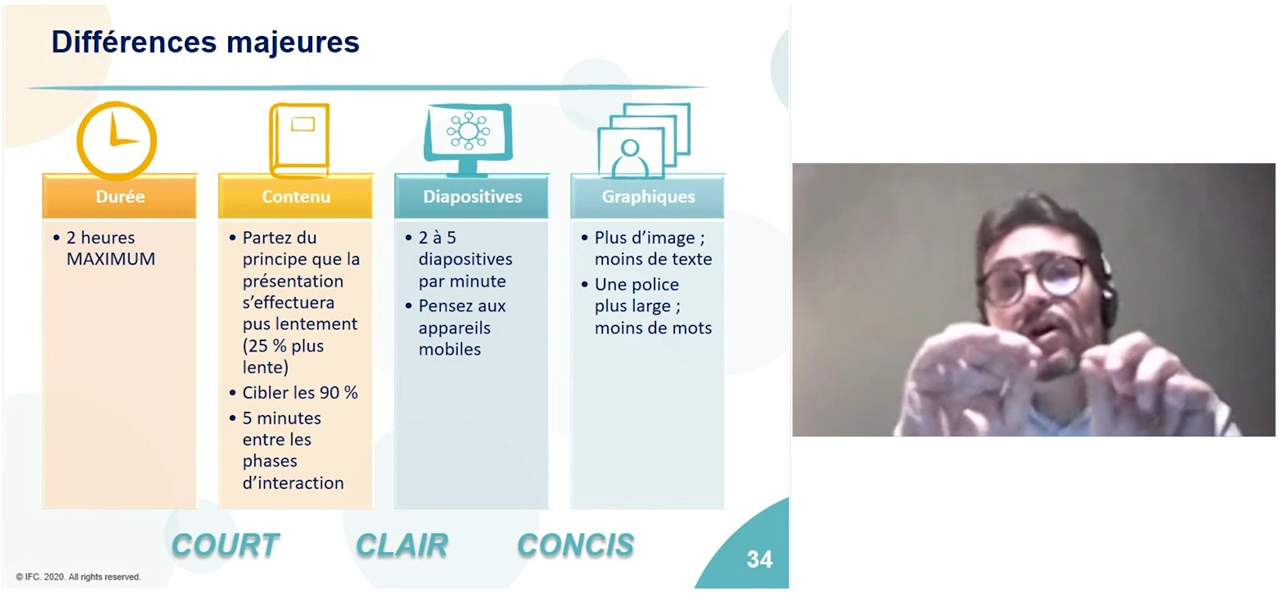 Différences majeures
Durée
• 2 heures
MAXIMUM
Contenu
• Partez du
principe que la
présentation
s’effectuera
pus lentement
(25 % plus
lente)
• Cibler les 90 %
• 5 minutes
entre les
phases
d’interaction
Diapositives
• 2 à 5
diapositives
par minute
• Pensez aux
appareils
mobiles
Graphiques
• Plus d’image ;
moins de texte
• Une police
plus large ;
moins de mots
COURT CLAIR CONCIS
© IFC. 2020. All rights reserved.
34